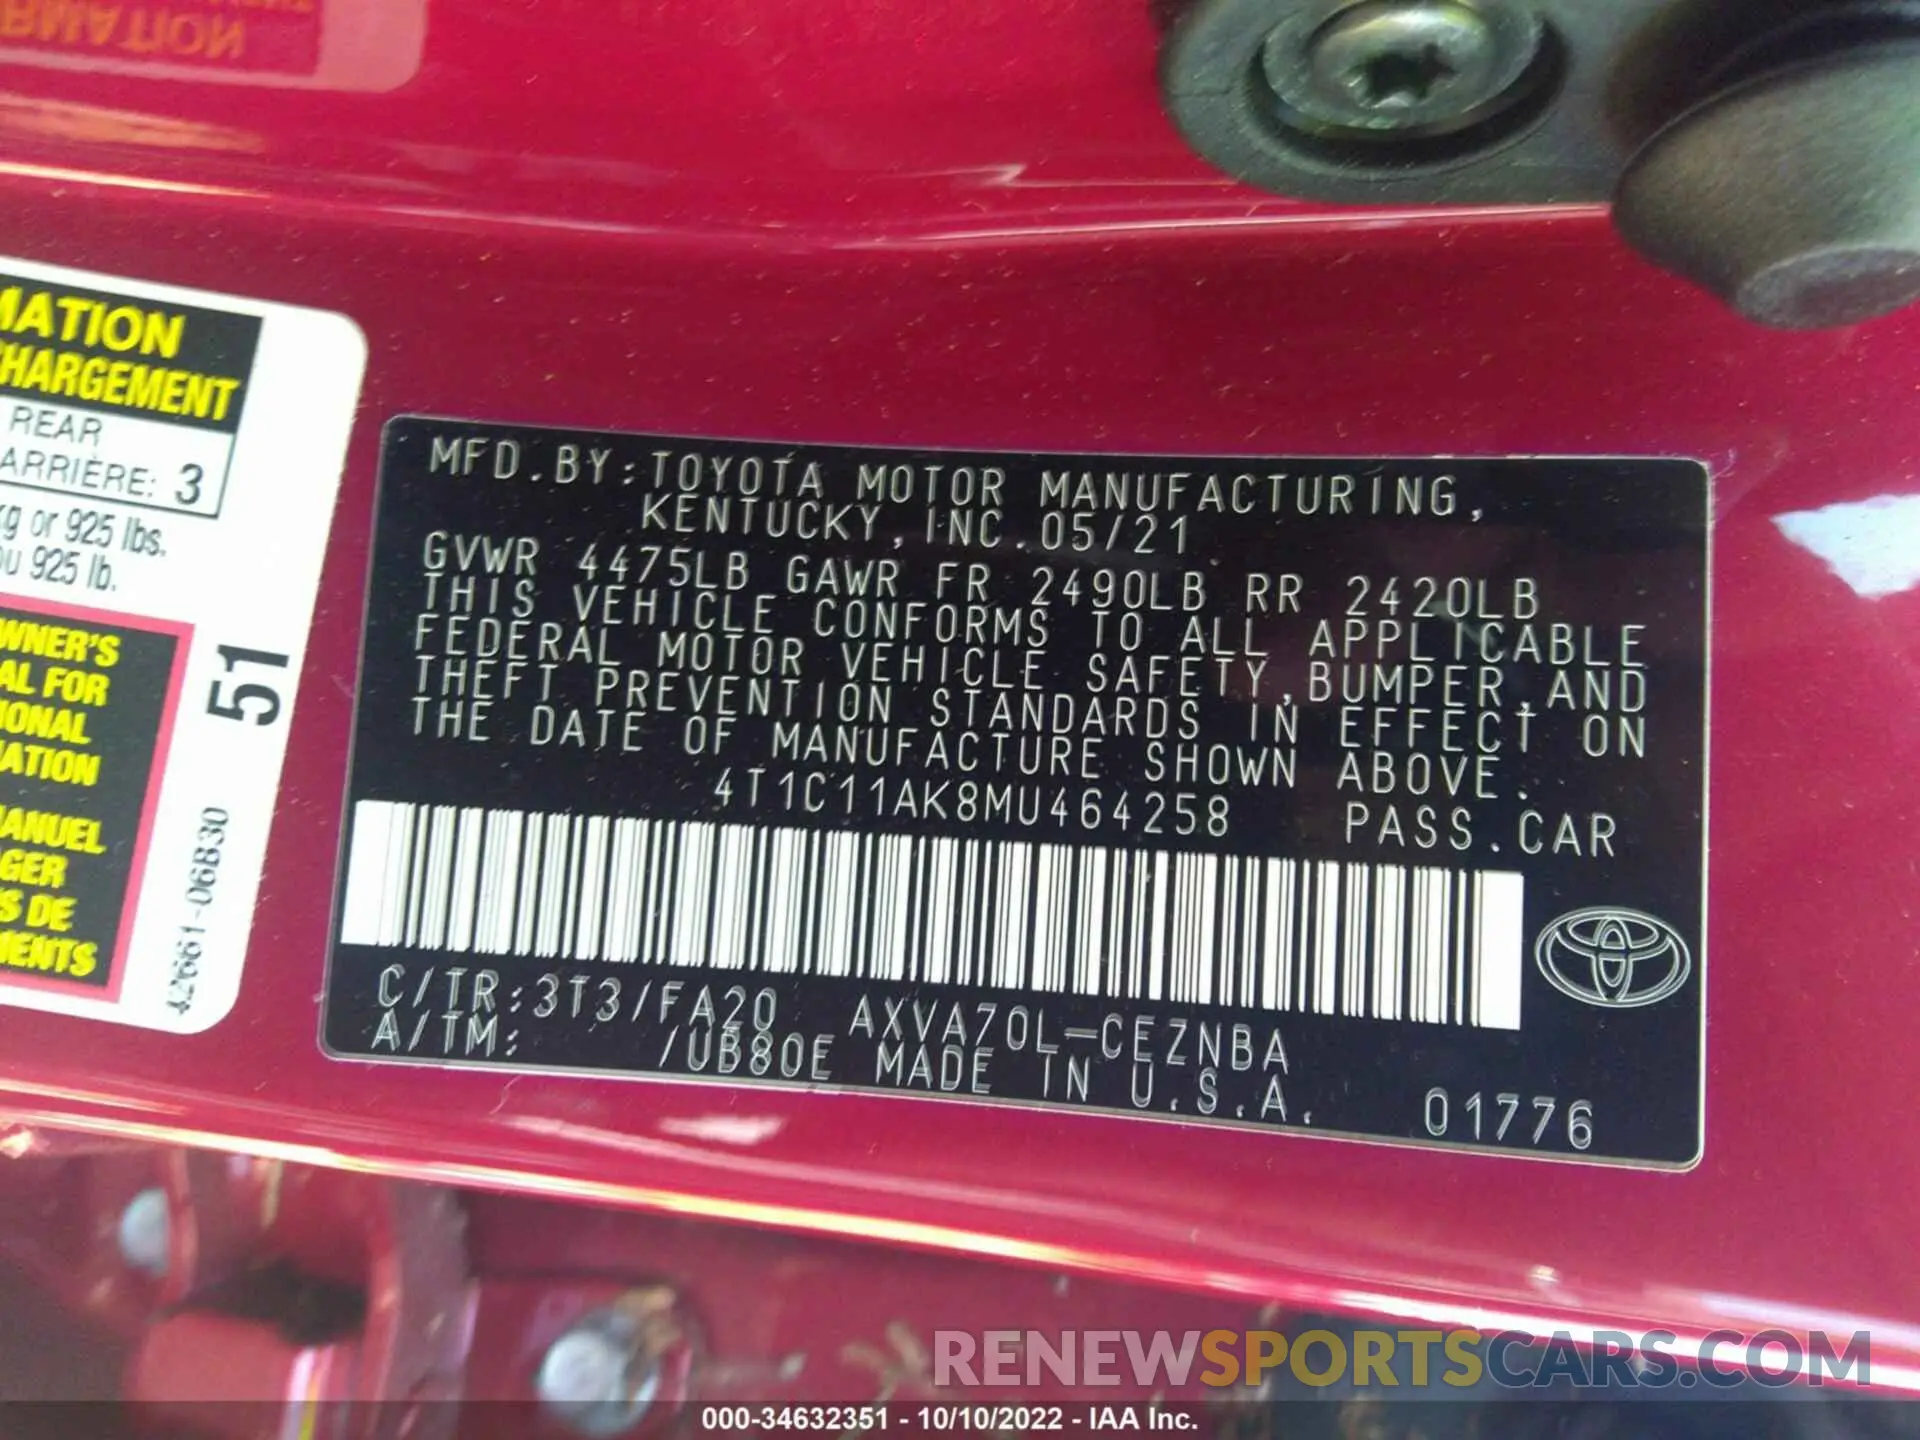 MATION
CHARGEMENT
REAR
ARRIÈRE: 3
kg or 925 lbs.
ou 925 lb.
OWNER'S
AL FOR
IONAL
ATION
MANUEL
GER
S DE
MENTS
51
42661-06B30
MFD.BY:TOYOTA MOTOR MANUFACTURING,
KENTUCKY,INC.05/21
GVWR 4475LB GAWR FR 2490LB RR 2420LB
THIS VEHICLE CONFORMS TO ALL APPLICABLE
FEDERAL MOTOR VEHICLE SAFETY,BUMPER,AND
THEFT PREVENTION STANDARDS IN EFFECT ON
THE DATE OF MANUFACTURE SHOWN ABOVE.
4T1C11AK8MU464258 PASS.CAR
C/TR:3T3/FA20 AXVA70L-CEZNBA
A/TM: /UB80E MADE IN U.S.A.
01776
RENEWSPORTSCARS.COM
000-34632351 - 10/10/2022 - IAA Inc.